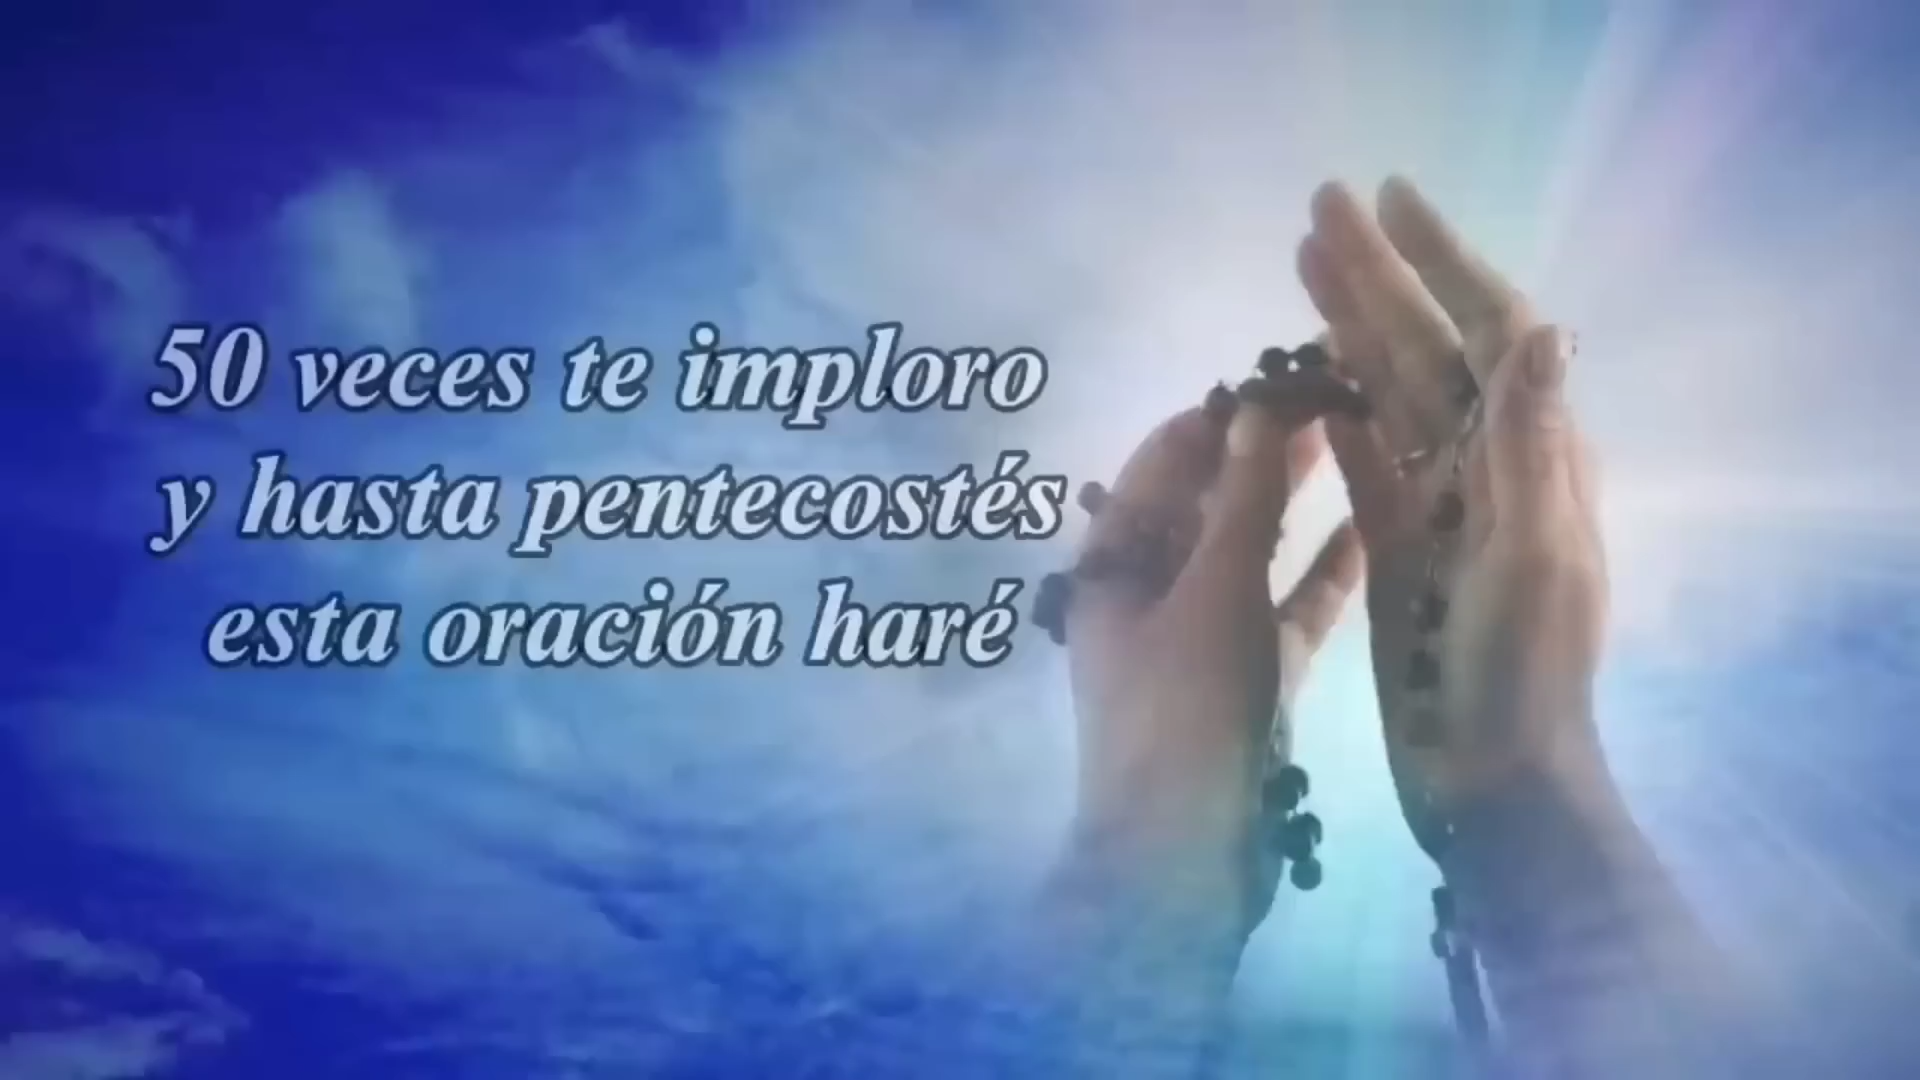 50 veces te imploro
y hasta pentecostés
esta oración haré